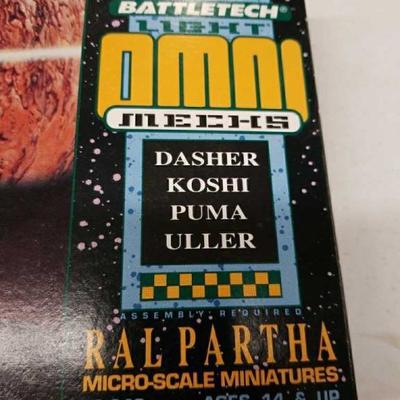 BATTLETECH®
LIGHT
OMNI
MECHS
DASHER
KOSHI
PUMA
ULLER
ASSEMBLY REQUIRED
RAL PARTHA
MICRO-SCALE MINIATURES
AGES 14 & UP